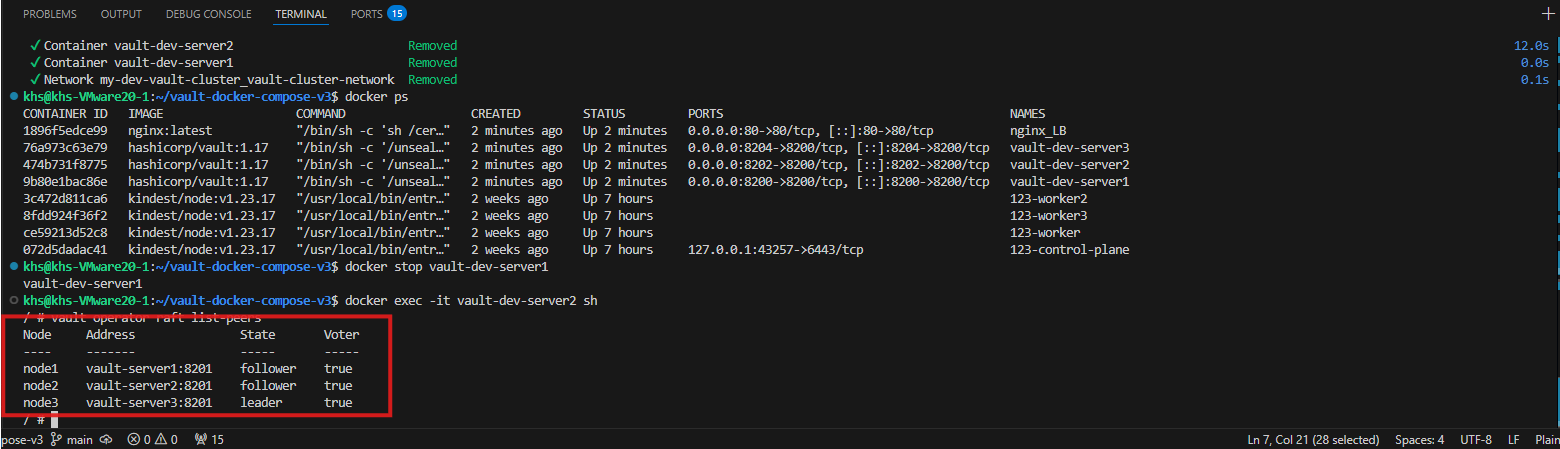 PROBLEMS OUTPUT DEBUG CONSOLE TERMINAL PORTS 15
✓ Container vault-dev-server2 Removed 12.0s
✓ Container vault-dev-server1 Removed 0.0s
✓ Network my-dev-vault-cluster_vault-cluster-network Removed 0.1s
khs@khs-VMware20-1:~/vault-docker-compose-v3$ docker ps
CONTAINER ID IMAGE COMMAND CREATED STATUS PORTS NAMES
1896f5edce99 nginx:latest "/bin/sh -c 'sh /cer…" 2 minutes ago Up 2 minutes 0.0.0.0:80->80/tcp, [::]:80->80/tcp nginx_LB
76a973c63e79 hashicorp/vault:1.17 "/bin/sh -c '/unseal…" 2 minutes ago Up 2 minutes 0.0.0.0:8204->8200/tcp, [::]:8204->8200/tcp vault-dev-server3
474b731f8775 hashicorp/vault:1.17 "/bin/sh -c '/unseal…" 2 minutes ago Up 2 minutes 0.0.0.0:8202->8200/tcp, [::]:8202->8200/tcp vault-dev-server2
9b80e1bac86e hashicorp/vault:1.17 "/bin/sh -c '/unseal…" 2 minutes ago Up 2 minutes 0.0.0.0:8200->8200/tcp, [::]:8200->8200/tcp vault-dev-server1
3c472d811ca6 kindest/node:v1.23.17 "/usr/local/bin/entr…" 2 weeks ago Up 7 hours 123-worker2
8fdd924f36f2 kindest/node:v1.23.17 "/usr/local/bin/entr…" 2 weeks ago Up 7 hours 123-worker3
ce59213d52c8 kindest/node:v1.23.17 "/usr/local/bin/entr…" 2 weeks ago Up 7 hours 123-worker
072d5dadac41 kindest/node:v1.23.17 "/usr/local/bin/entr…" 2 weeks ago Up 7 hours 127.0.0.1:43257->6443/tcp 123-control-plane
khs@khs-VMware20-1:~/vault-docker-compose-v3$ docker stop vault-dev-server1
vault-dev-server1
khs@khs-VMware20-1:~/vault-docker-compose-v3$ docker exec -it vault-dev-server2 sh
/ # vault operator raft list-peers
Node Address State Voter
---- ------- ----- -----
node1 vault-server1:8201 follower true
node2 vault-server2:8201 follower true
node3 vault-server3:8201 leader true
/ #
pose-v3 main 0 0 15 Ln 7, Col 21 (28 selected) Spaces: 4 UTF-8 LF Plain